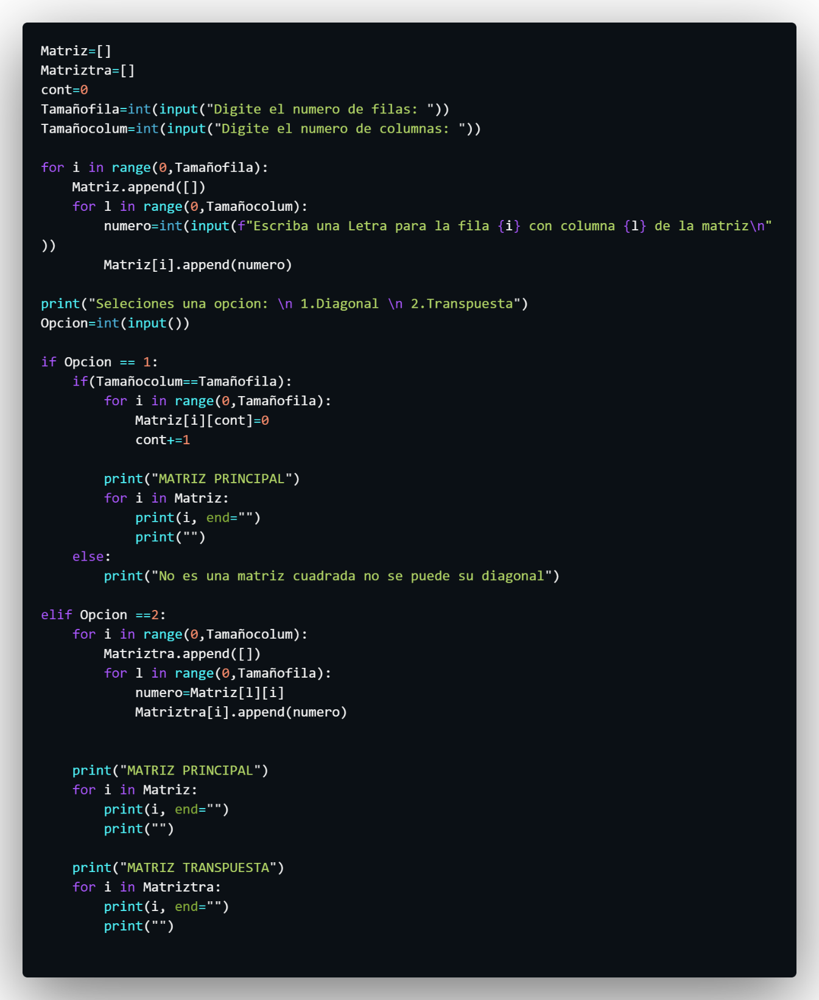 Matriz=[]
Matriztra=[]
cont=0
Tamañofila=int(input("Digite el numero de filas: "))
Tamañocolum=int(input("Digite el numero de columnas: "))

for i in range(0,Tamañofila):
    Matriz.append([])
    for l in range(0,Tamañocolum):
        numero=int(input(f"Escriba una Letra para la fila {i} con columna {l} de la matriz\n"
))
        Matriz[i].append(numero)

print("Seleciones una opcion: \n 1.Diagonal \n 2.Transpuesta")
Opcion=int(input())

if Opcion == 1:
    if(Tamañocolum==Tamañofila):
        for i in range(0,Tamañofila):
            Matriz[i][cont]=0
            cont+=1

        print("MATRIZ PRINCIPAL")
        for i in Matriz:
            print(i, end="")
            print("")
    else:
        print("No es una matriz cuadrada no se puede su diagonal")

elif Opcion ==2:
    for i in range(0,Tamañocolum):
        Matriztra.append([])
        for l in range(0,Tamañofila):
            numero=Matriz[l][i]
            Matriztra[i].append(numero)


    print("MATRIZ PRINCIPAL")
    for i in Matriz:
        print(i, end="")
        print("")

    print("MATRIZ TRANSPUESTA")
    for i in Matriztra:
        print(i, end="")
        print("")